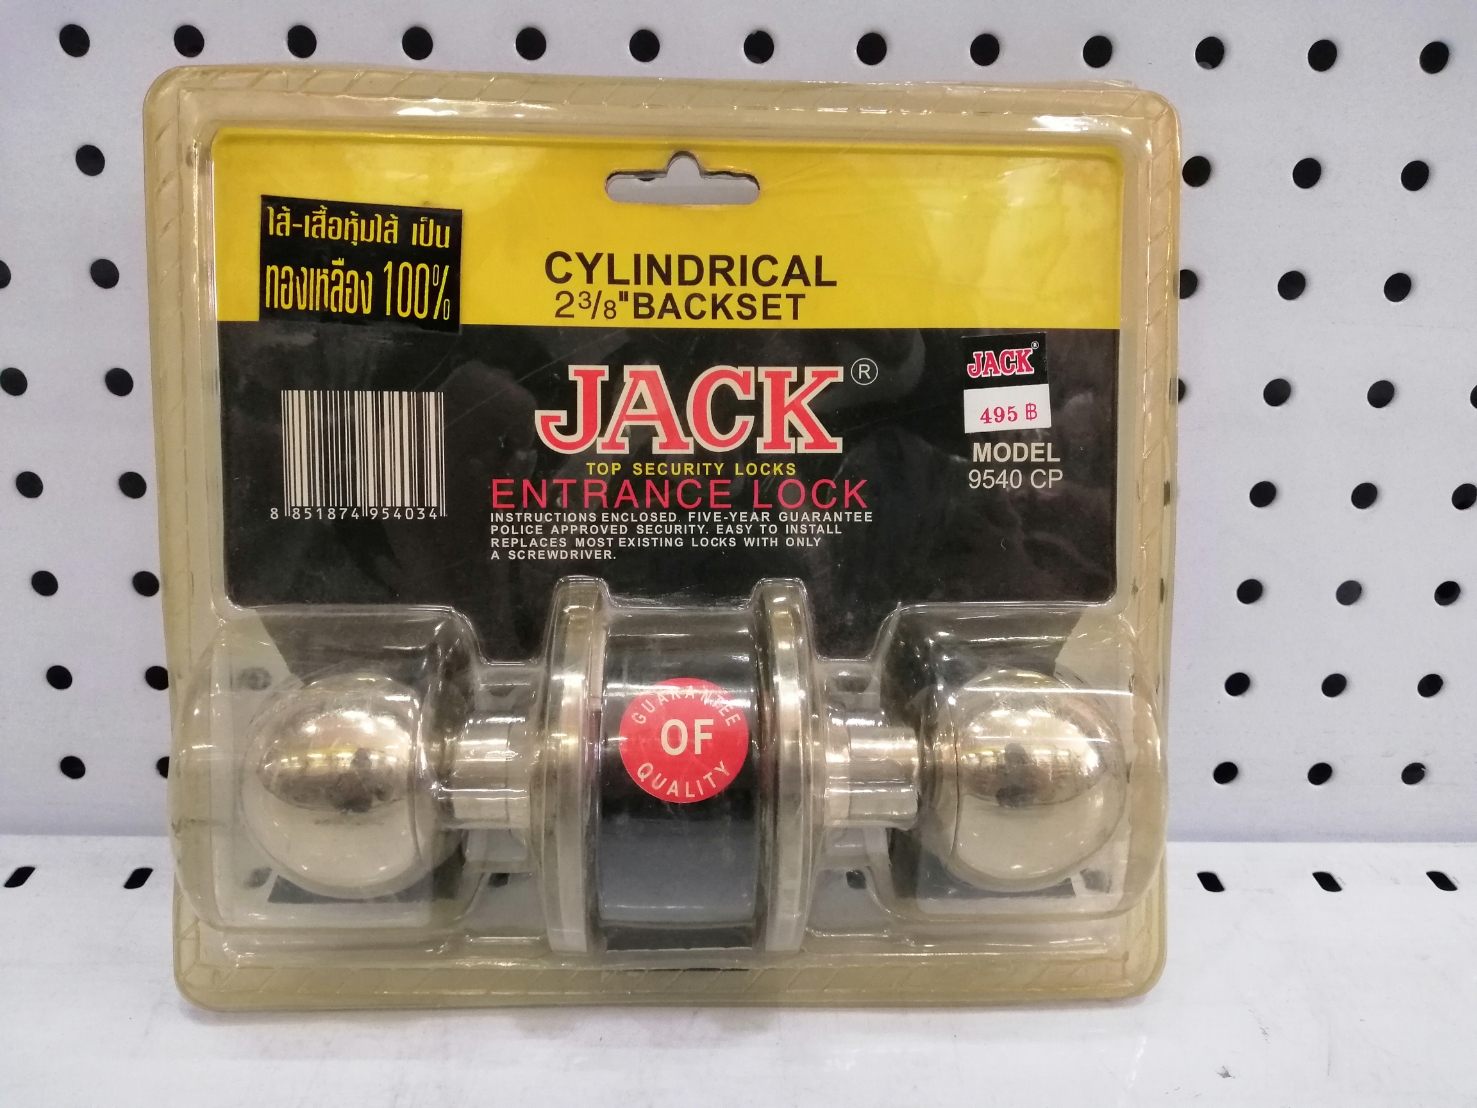 ไส้-เสื้อหุ้มไส้ เป็น
ทองเหลือง 100%
CYLINDRICAL
2 3/8" BACKSET
JACK®
TOP SECURITY LOCKS
ENTRANCE LOCK
INSTRUCTIONS ENCLOSED. FIVE-YEAR GUARANTEE
POLICE APPROVED SECURITY. EASY TO INSTALL
REPLACES MOST EXISTING LOCKS WITH ONLY
A SCREWDRIVER.
8 851874 954034
JACK®
495 ฿
MODEL
9540 CP
GUARANTEE
OF
QUALITY